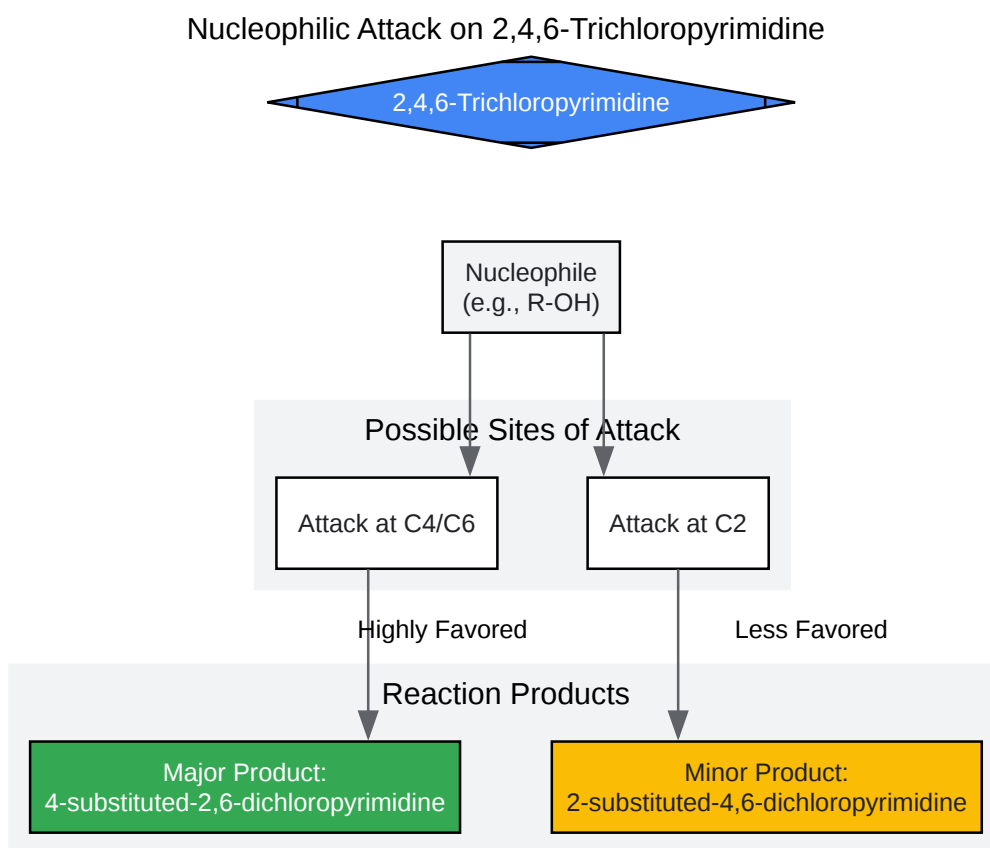 Nucleophilic Attack on 2,4,6-Trichloropyrimidine
2,4,6-Trichloropyrimidine
Nucleophile
(e.g., R-OH)
Possible Sites of Attack
Attack at C4/C6
Attack at C2
Highly Favored
Less Favored
Reaction Products
Major Product:
4-substituted-2,6-dichloropyrimidine
Minor Product:
2-substituted-4,6-dichloropyrimidine